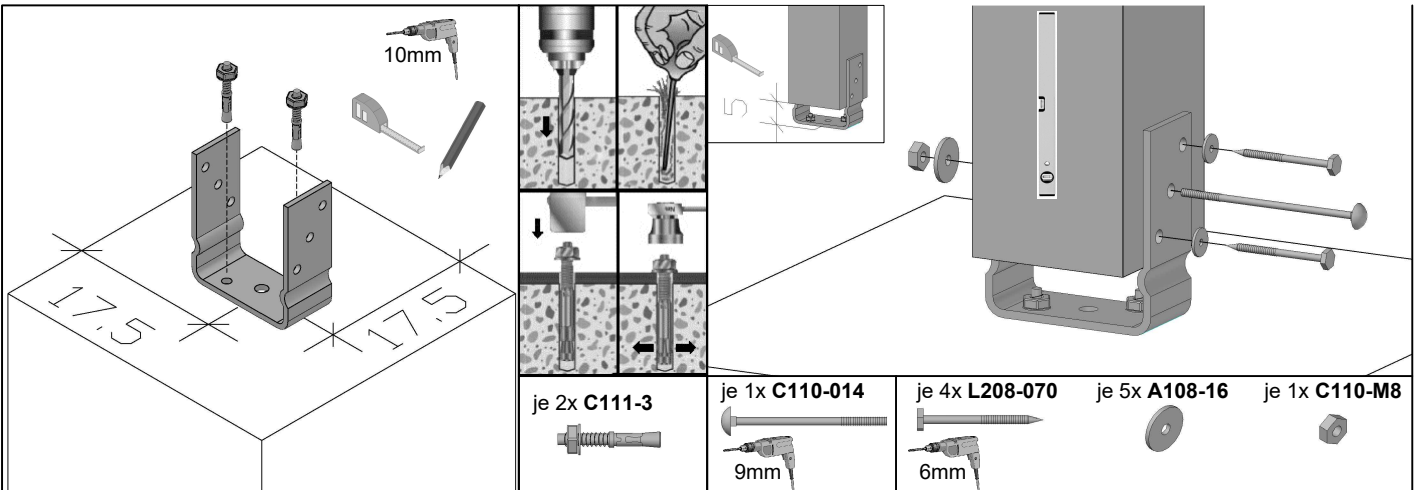 10mm
17.5
17.5
5
je 2x C111-3
je 1x C110-014
9mm
je 4x L208-070
6mm
je 5x A108-16
je 1x C110-M8